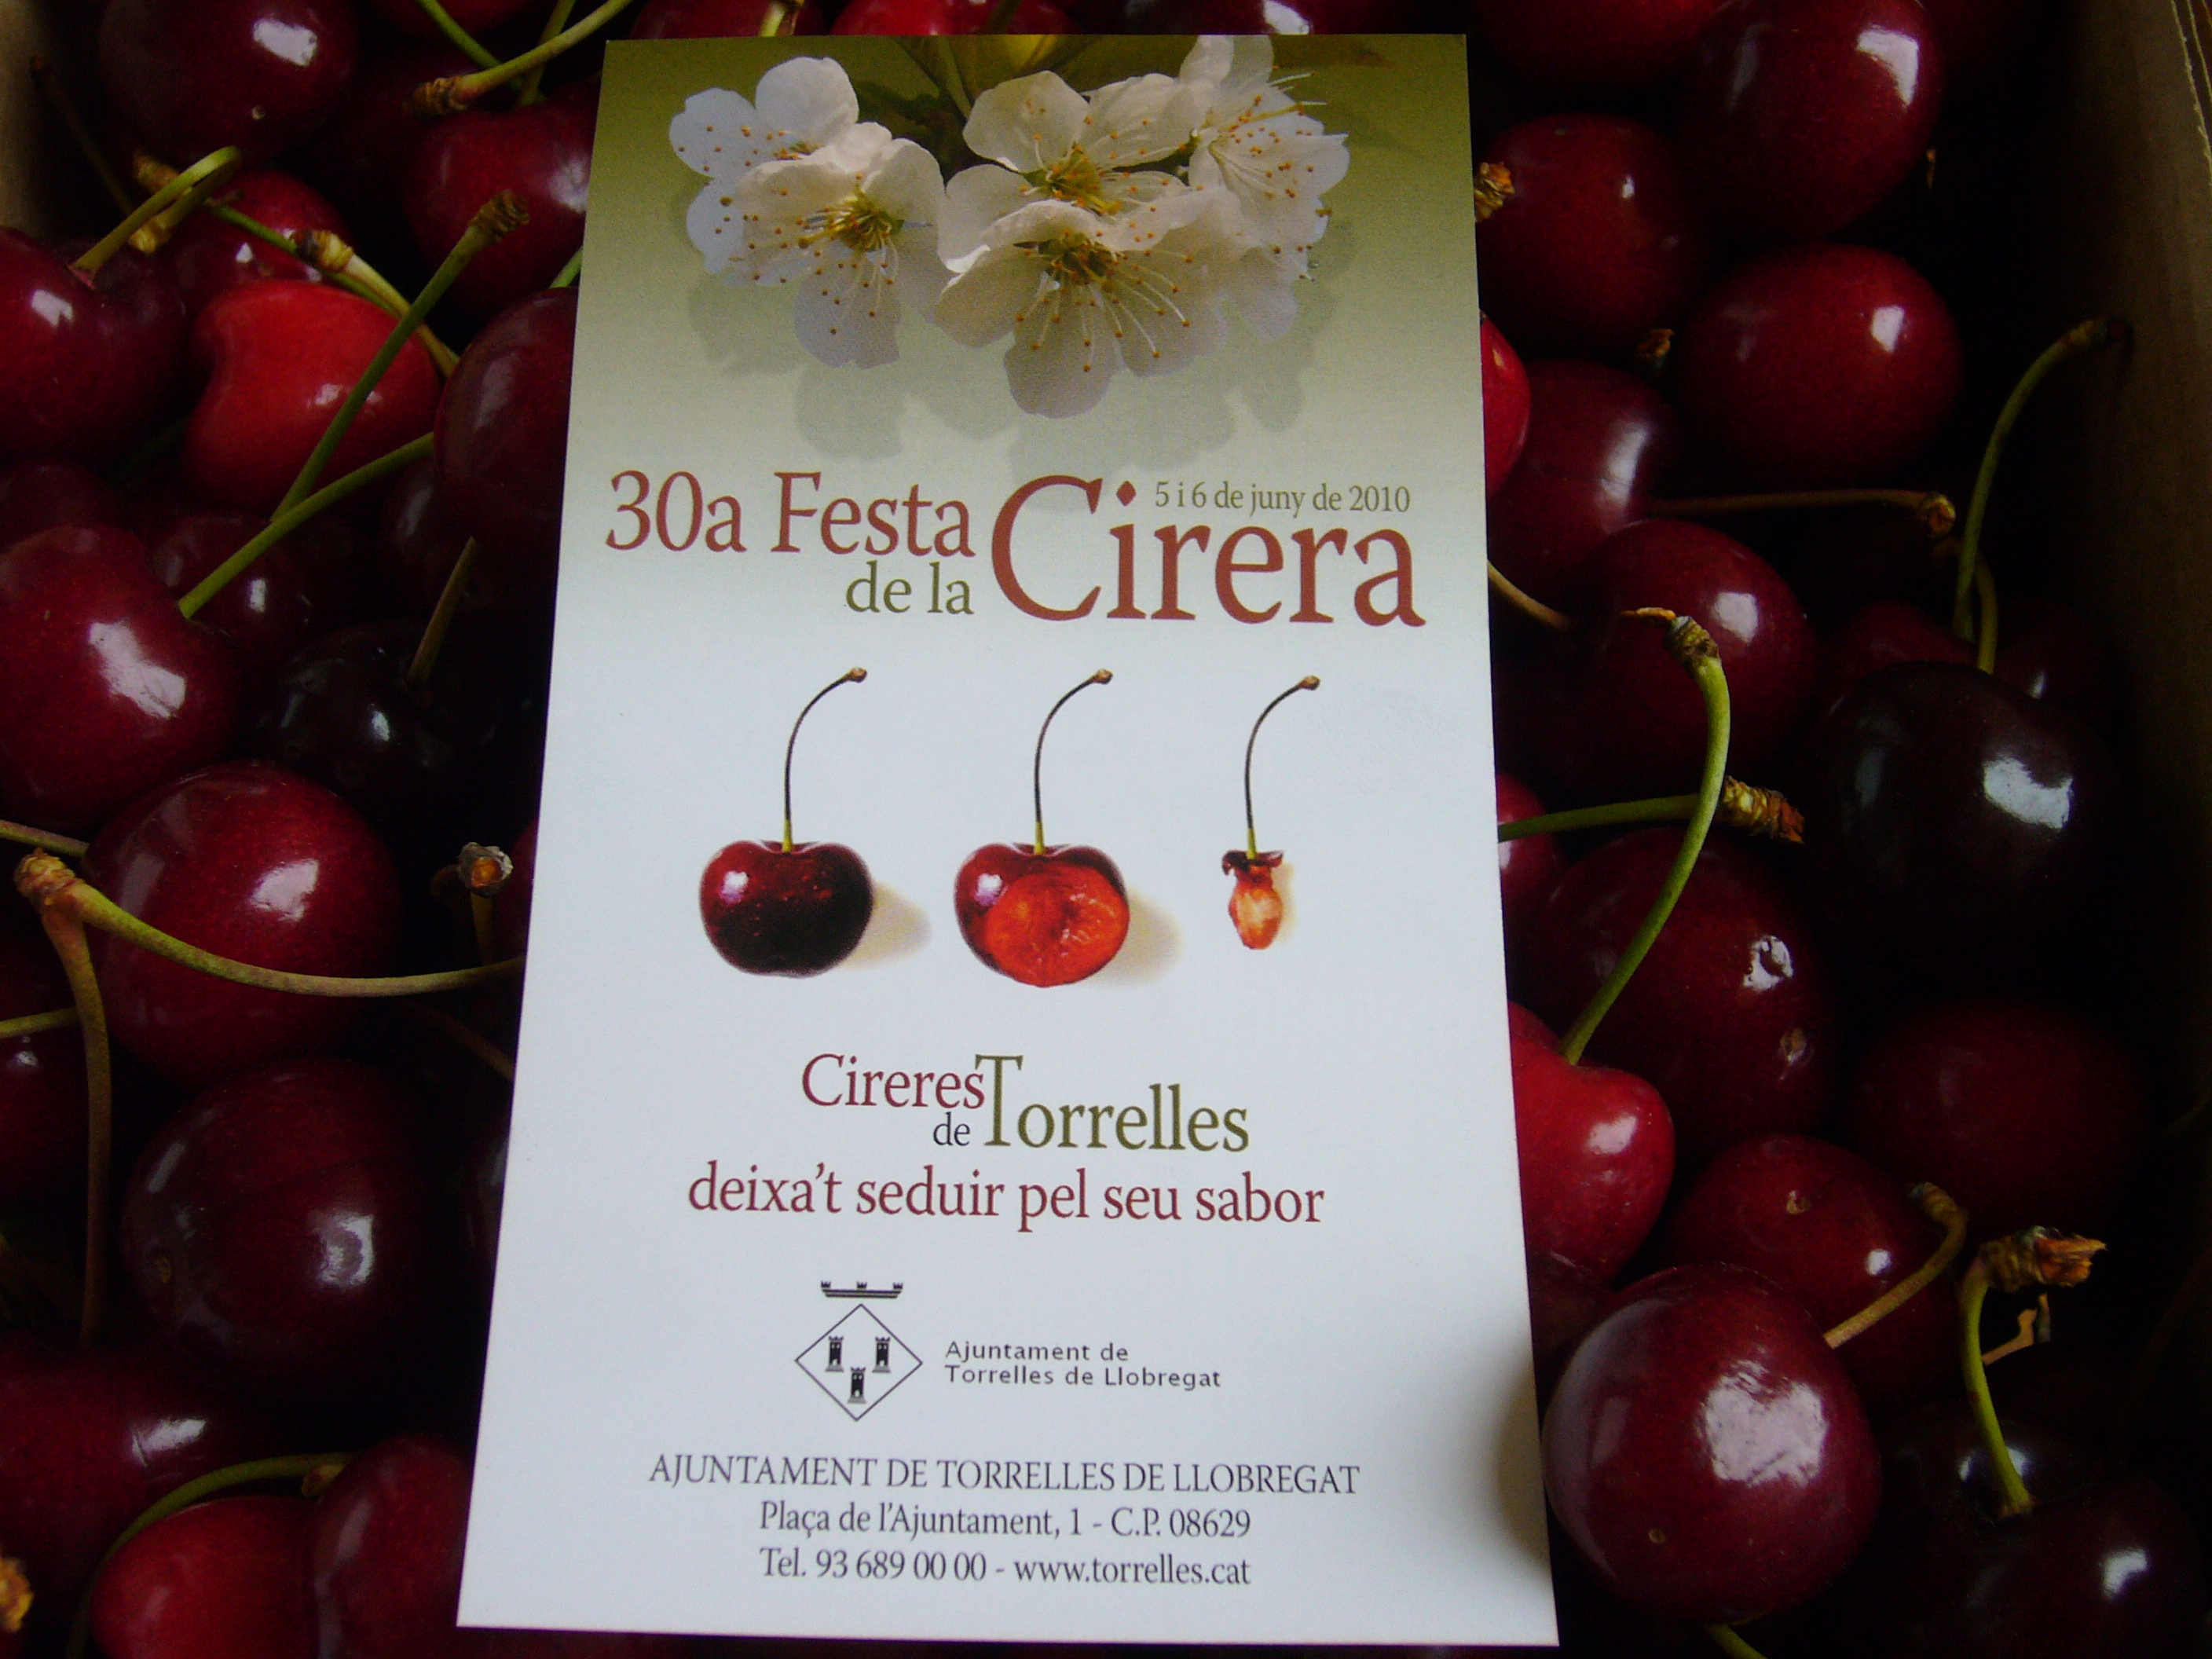 30a Festa
de la Cirera
5 i 6 de juny de 2010
Cireres
de Torrelles
deixa't seduir pel seu sabor
Ajuntament de
Torrelles de Llobregat
AJUNTAMENT DE TORRELLES DE LLOBREGAT
Plaça de l'Ajuntament, 1 - C.P. 08629
Tel. 93 689 00 00 - www.torrelles.cat